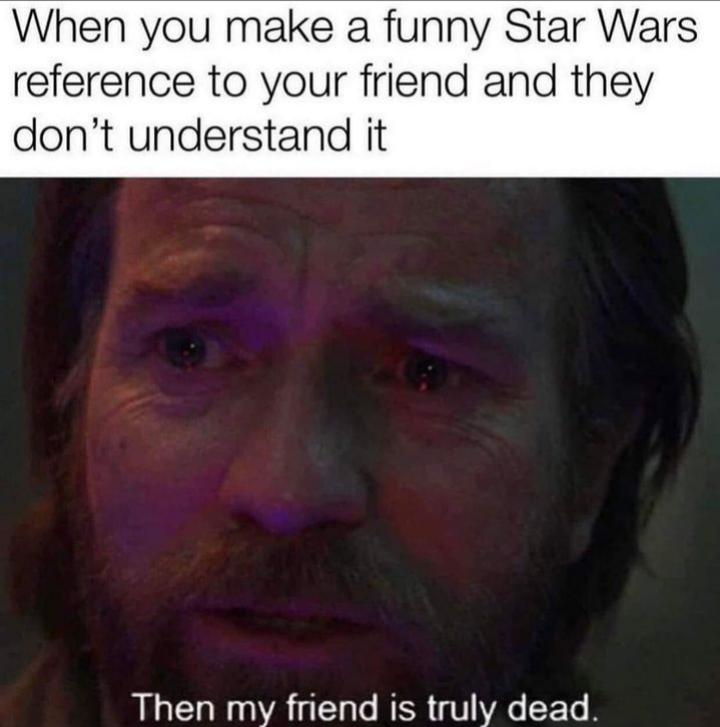 When you make a funny Star Wars
reference to your friend and they
don't understand it
Then my friend is truly dead.